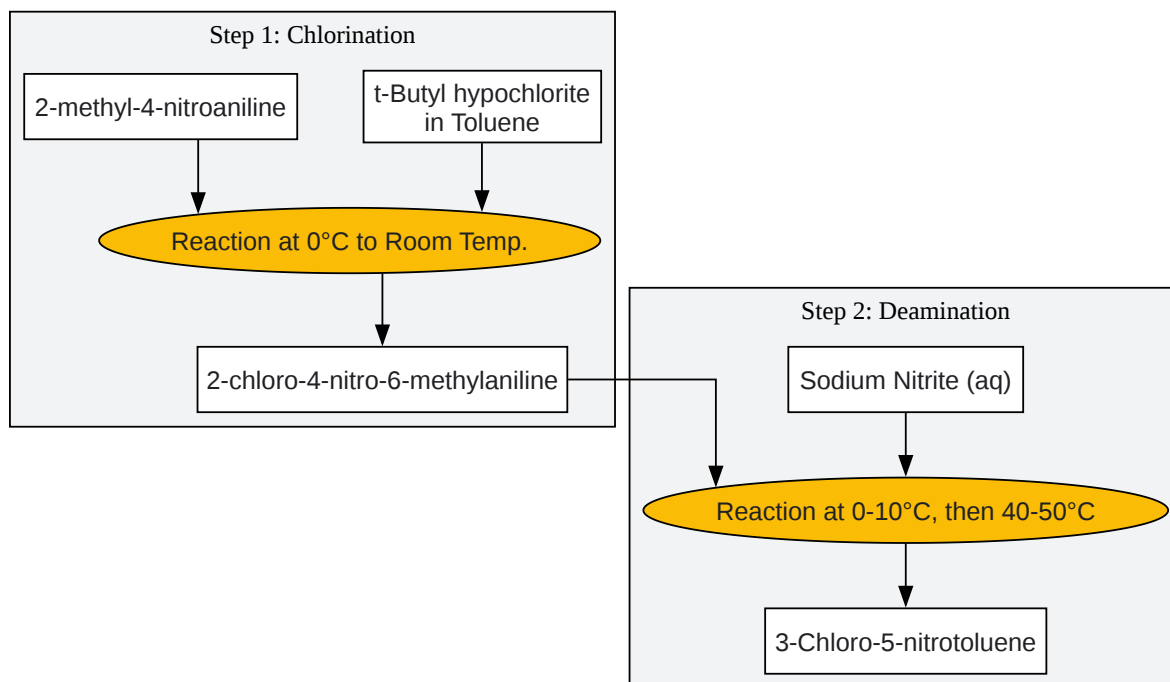 Step 1: Chlorination
2-methyl-4-nitroaniline
t-Butyl hypochlorite
in Toluene
Reaction at 0°C to Room Temp.
2-chloro-4-nitro-6-methylaniline
Step 2: Deamination
Sodium Nitrite (aq)
Reaction at 0-10°C, then 40-50°C
3-Chloro-5-nitrotoluene